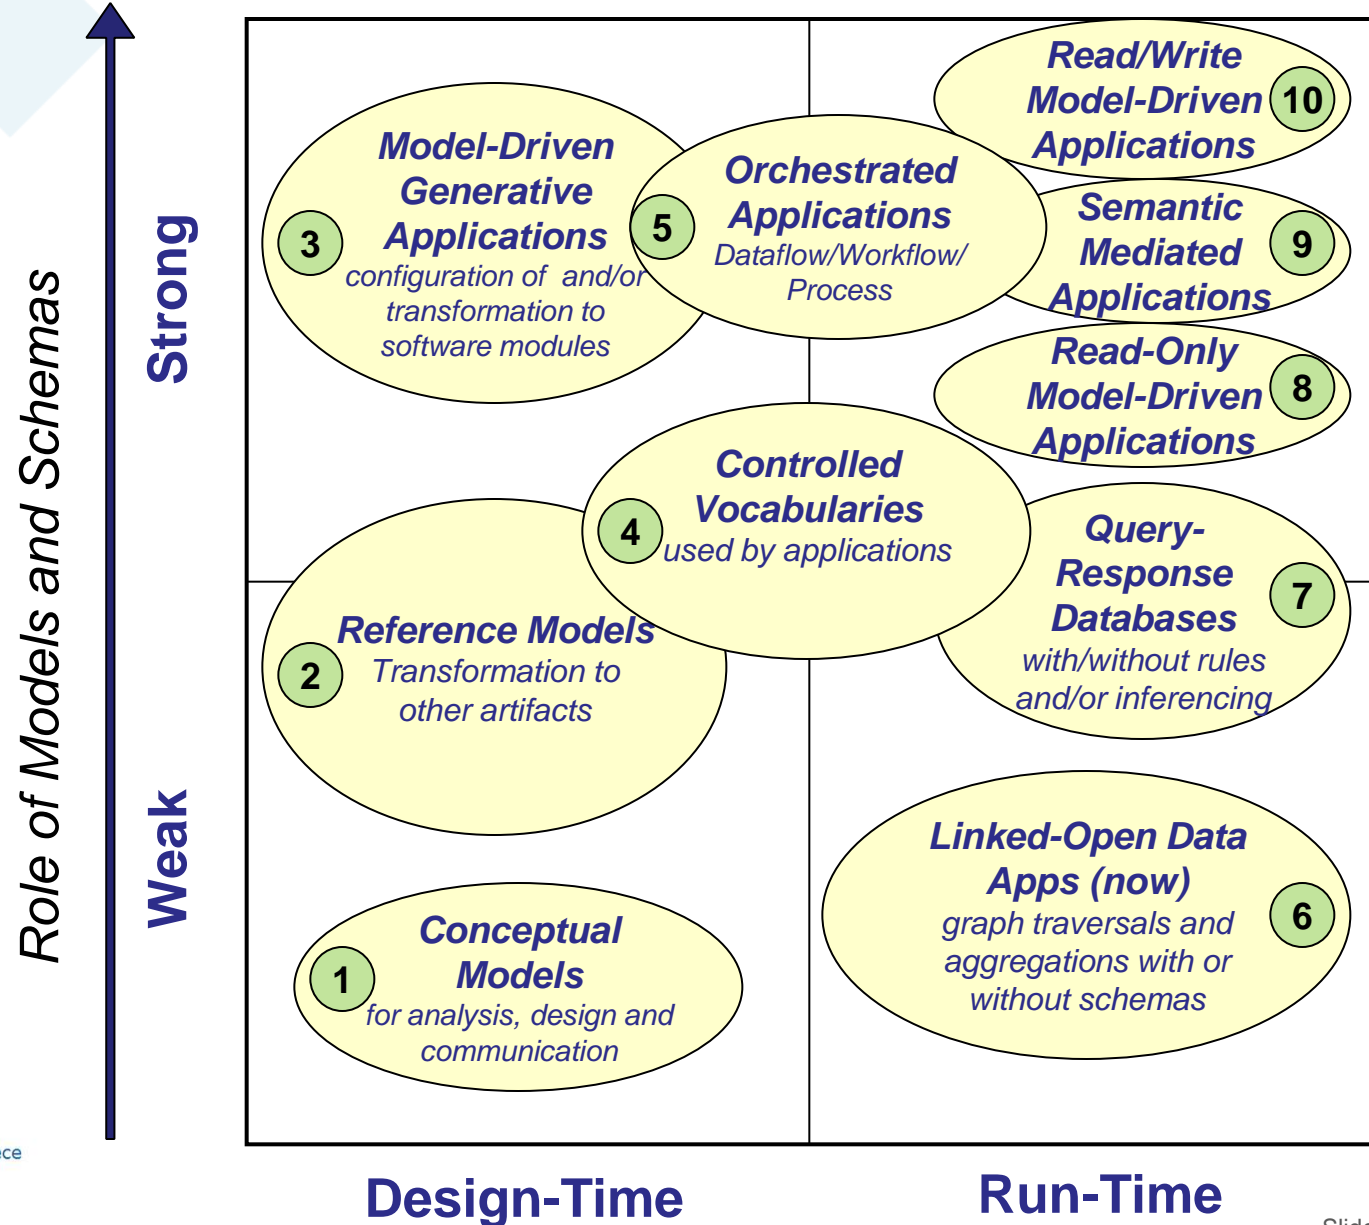 Role of Models and Schemas
Strong
Weak
Model-Driven
Generative
Applications
configuration of and/or
transformation to
software modules
3
Orchestrated
Applications
Dataflow/Workflow/
Process
5
Read/Write
Model-Driven
Applications
10
Semantic
Mediated
Applications
9
Read-Only
Model-Driven
Applications
8
Controlled
Vocabularies
used by applications
4
Query-
Response
Databases
with/without rules
and/or inferencing
7
Reference Models
Transformation to
other artifacts
2
Linked-Open Data
Apps (now)
graph traversals and
aggregations with or
without schemas
6
Conceptual
Models
for analysis, design and
communication
1
Design-Time
Run-Time